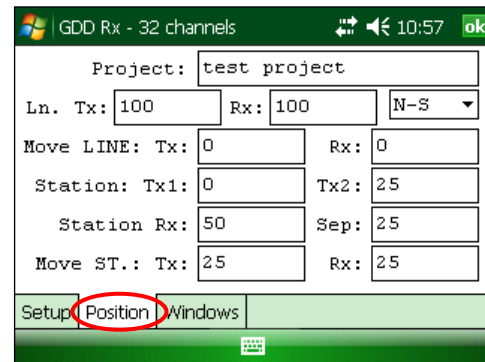 GDD Rx - 32 channels 10:57 ok
Project: test project
Ln. Tx: 100 Rx: 100 N-S
Move LINE: Tx: 0 Rx: 0
Station: Tx1: 0 Tx2: 25
Station Rx: 50 Sep: 25
Move ST.: Tx: 25 Rx: 25
Setup Position Windows